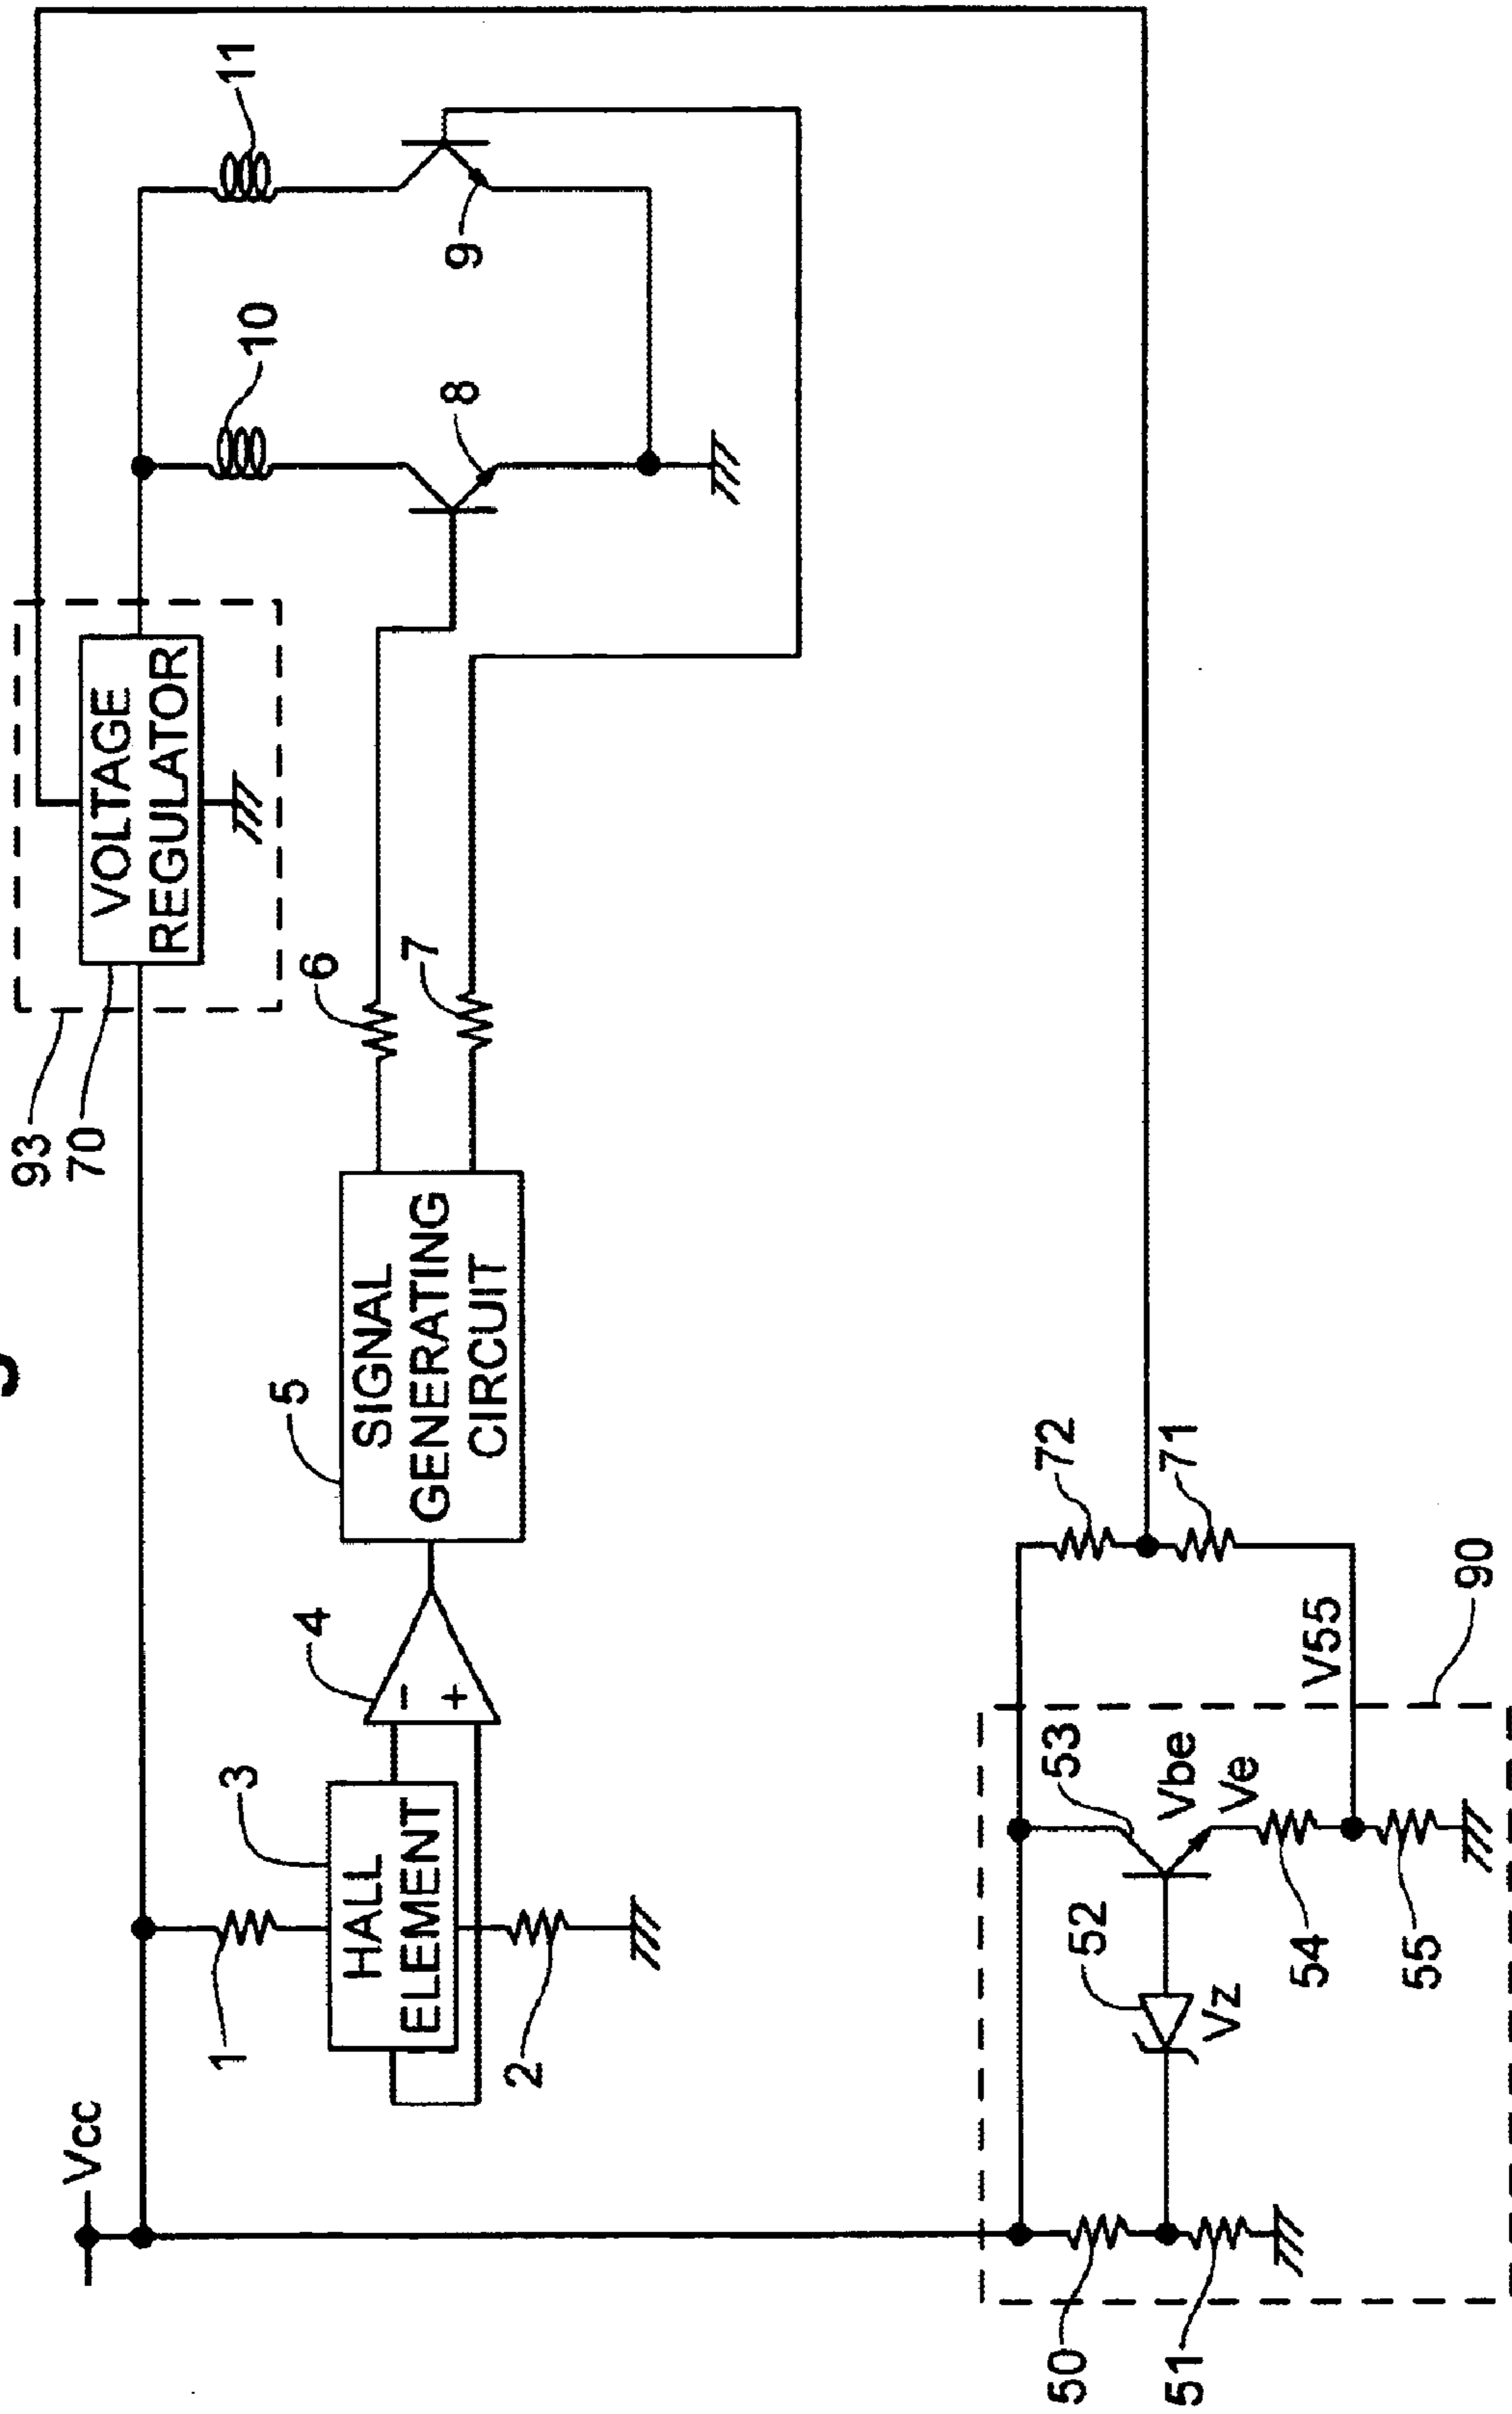 11
10
93
70
VOLTAGE
REGULATOR
9
8
6
7
Vcc
1
3
HALL
ELEMENT
2
4
-
+
5
SIGNAL
GENERATING
CIRCUIT
72
71
V55
90
53
Vbe
Ve
52
Vz
54
55
50
51